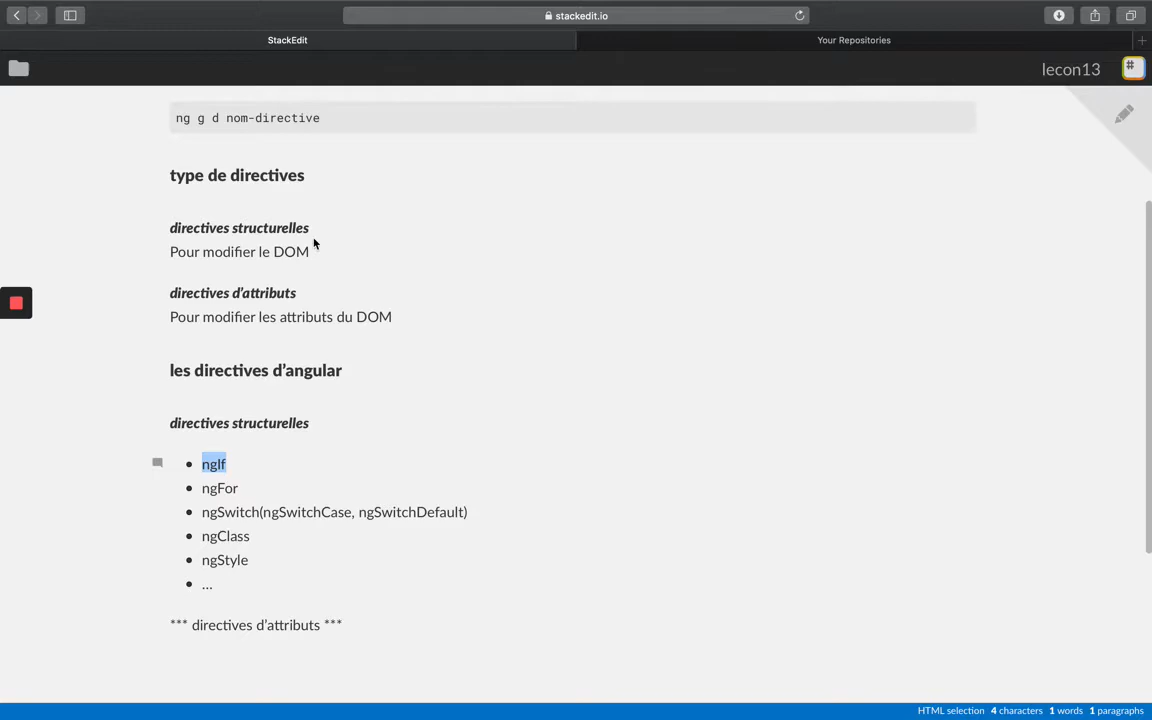 stackedit.io
StackEdit
Your Repositories
lecon13
ng g d nom-directive
type de directives
directives structurelles
Pour modifier le DOM
directives d’attributs
Pour modifier les attributs du DOM
les directives d’angular
directives structurelles
• ngIf
• ngFor
• ngSwitch(ngSwitchCase, ngSwitchDefault)
• ngClass
• ngStyle
• …
*** directives d’attributs ***
HTML selection 4 characters 1 words 1 paragraphs